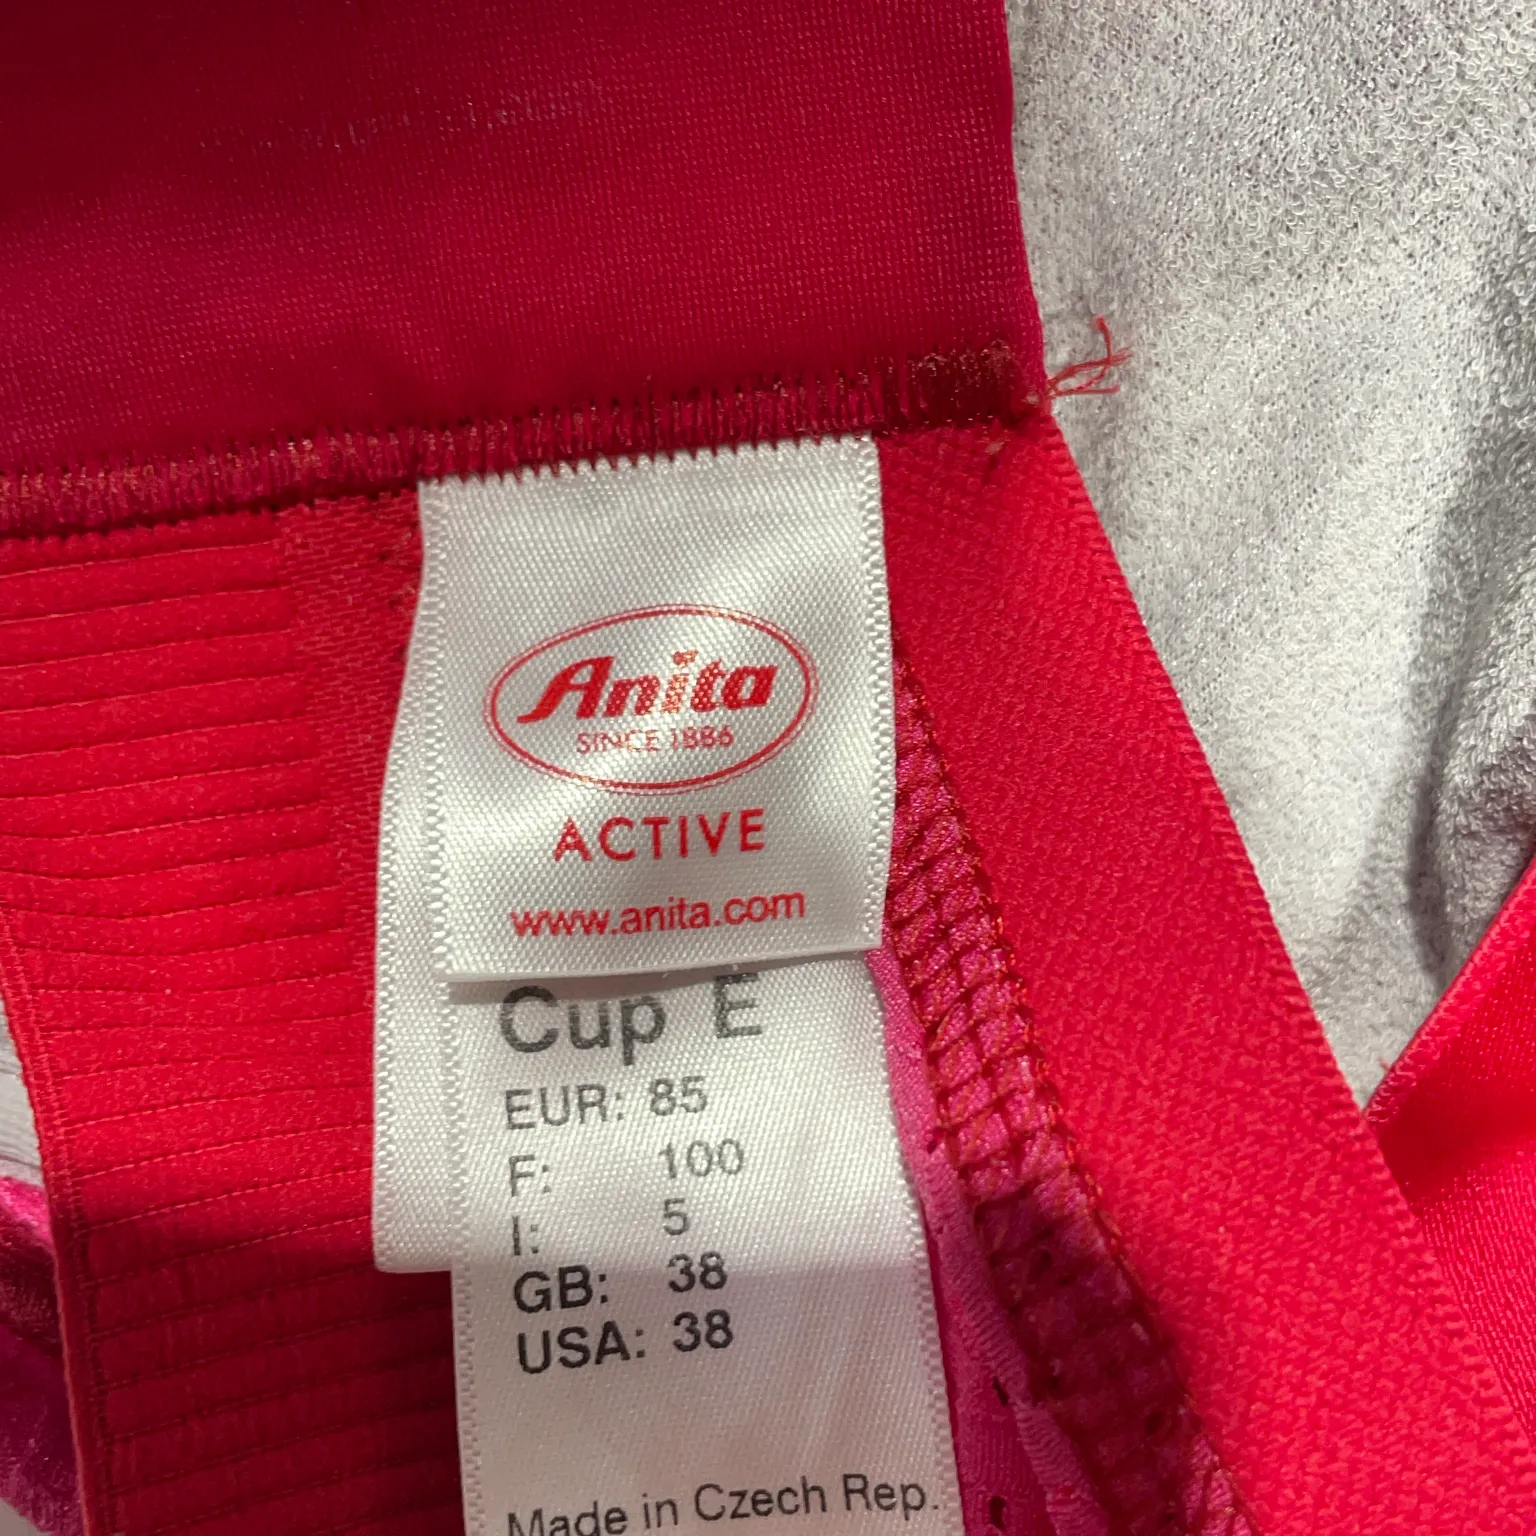 Anita
SINCE 1886
ACTIVE
www.anita.com
Cup E
EUR: 85
F: 100
I: 5
GB: 38
USA: 38
Made in Czech Rep.